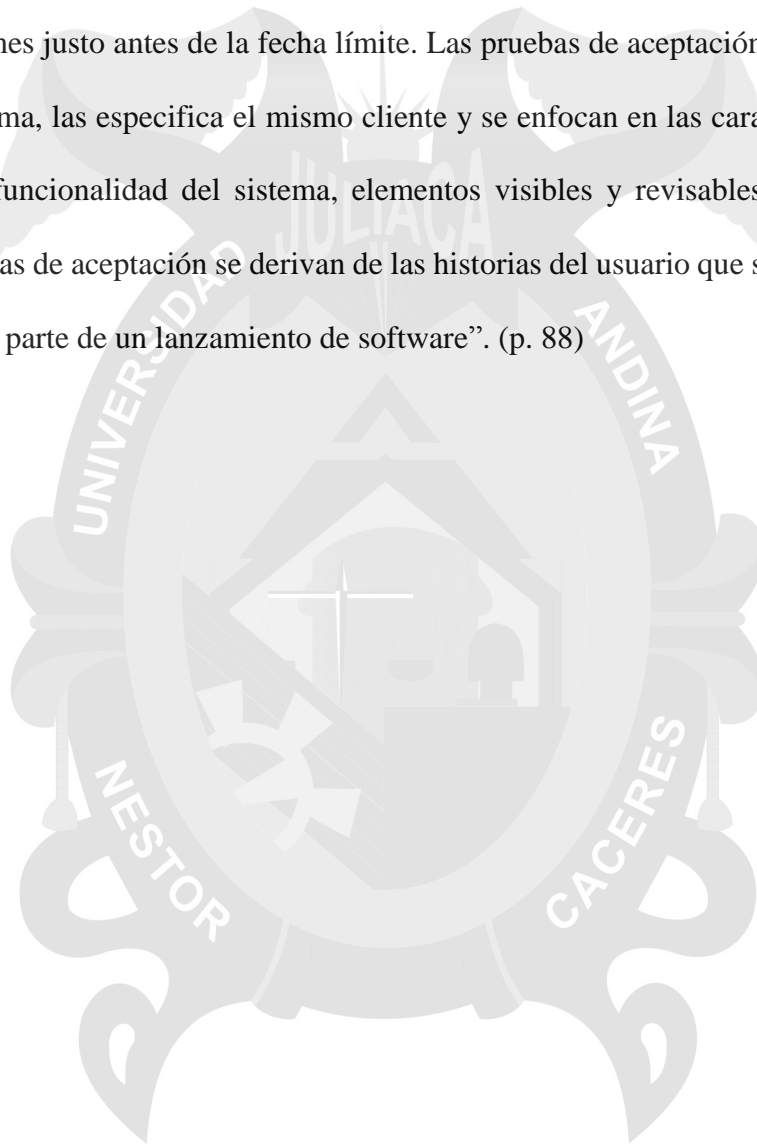 nes justo antes de la fecha límite. Las pruebas de aceptación
ma, las especifica el mismo cliente y se enfocan en las cara
funcionalidad del sistema, elementos visibles y revisables
as de aceptación se derivan de las historias del usuario que s
parte de un lanzamiento de software”. (p. 88)
JULIACA
UNIVERSIDAD
ANDINA
NESTOR
CACERES